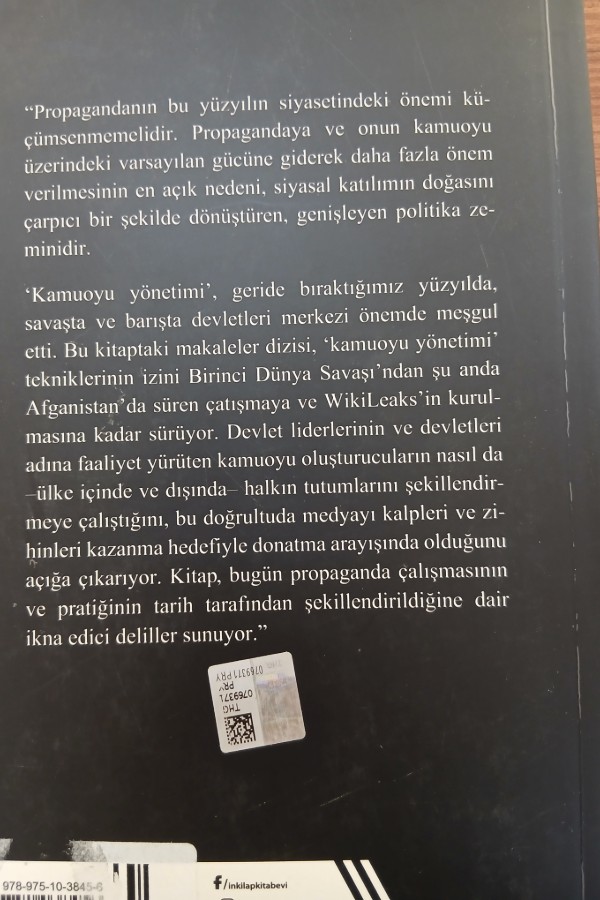 “Propagandanın bu yüzyılın siyasetindeki önemi kü-
çümsenmemelidir. Propagandaya ve onun kamuoyu
üzerindeki varsayılan gücüne giderek daha fazla önem
verilmesinin en açık nedeni, siyasal katılımın doğasını
çarpıcı bir şekilde dönüştüren, genişleyen politika ze-
minidir.
‘Kamuoyu yönetimi’, geride bıraktığımız yüzyılda,
savaşta ve barışta devletleri merkezi önemde meşgul
etti. Bu kitaptaki makaleler dizisi, ‘kamuoyu yönetimi’
tekniklerinin izini Birinci Dünya Savaşı’ndan şu anda
Afganistan’da süren çatışmaya ve WikiLeaks’in kurul-
masına kadar sürüyor. Devlet liderlerinin ve devletleri
adına faaliyet yürüten kamuoyu oluşturucuların nasıl da
–ülke içinde ve dışında– halkın tutumlarını şekillendir-
meye çalıştığını, bu doğrultuda medyayı kalpleri ve zi-
hinleri kazanma hedefiyle donatma arayışında olduğunu
açığa çıkarıyor. Kitap, bugün propaganda çalışmasının
ve pratiğinin tarih tarafından şekillendirildiğine dair
ikna edici deliller sunuyor.”
0769371 PRY
PRY
0769371
THG
978-975-10-3845-6
f/inkilapkitabevi